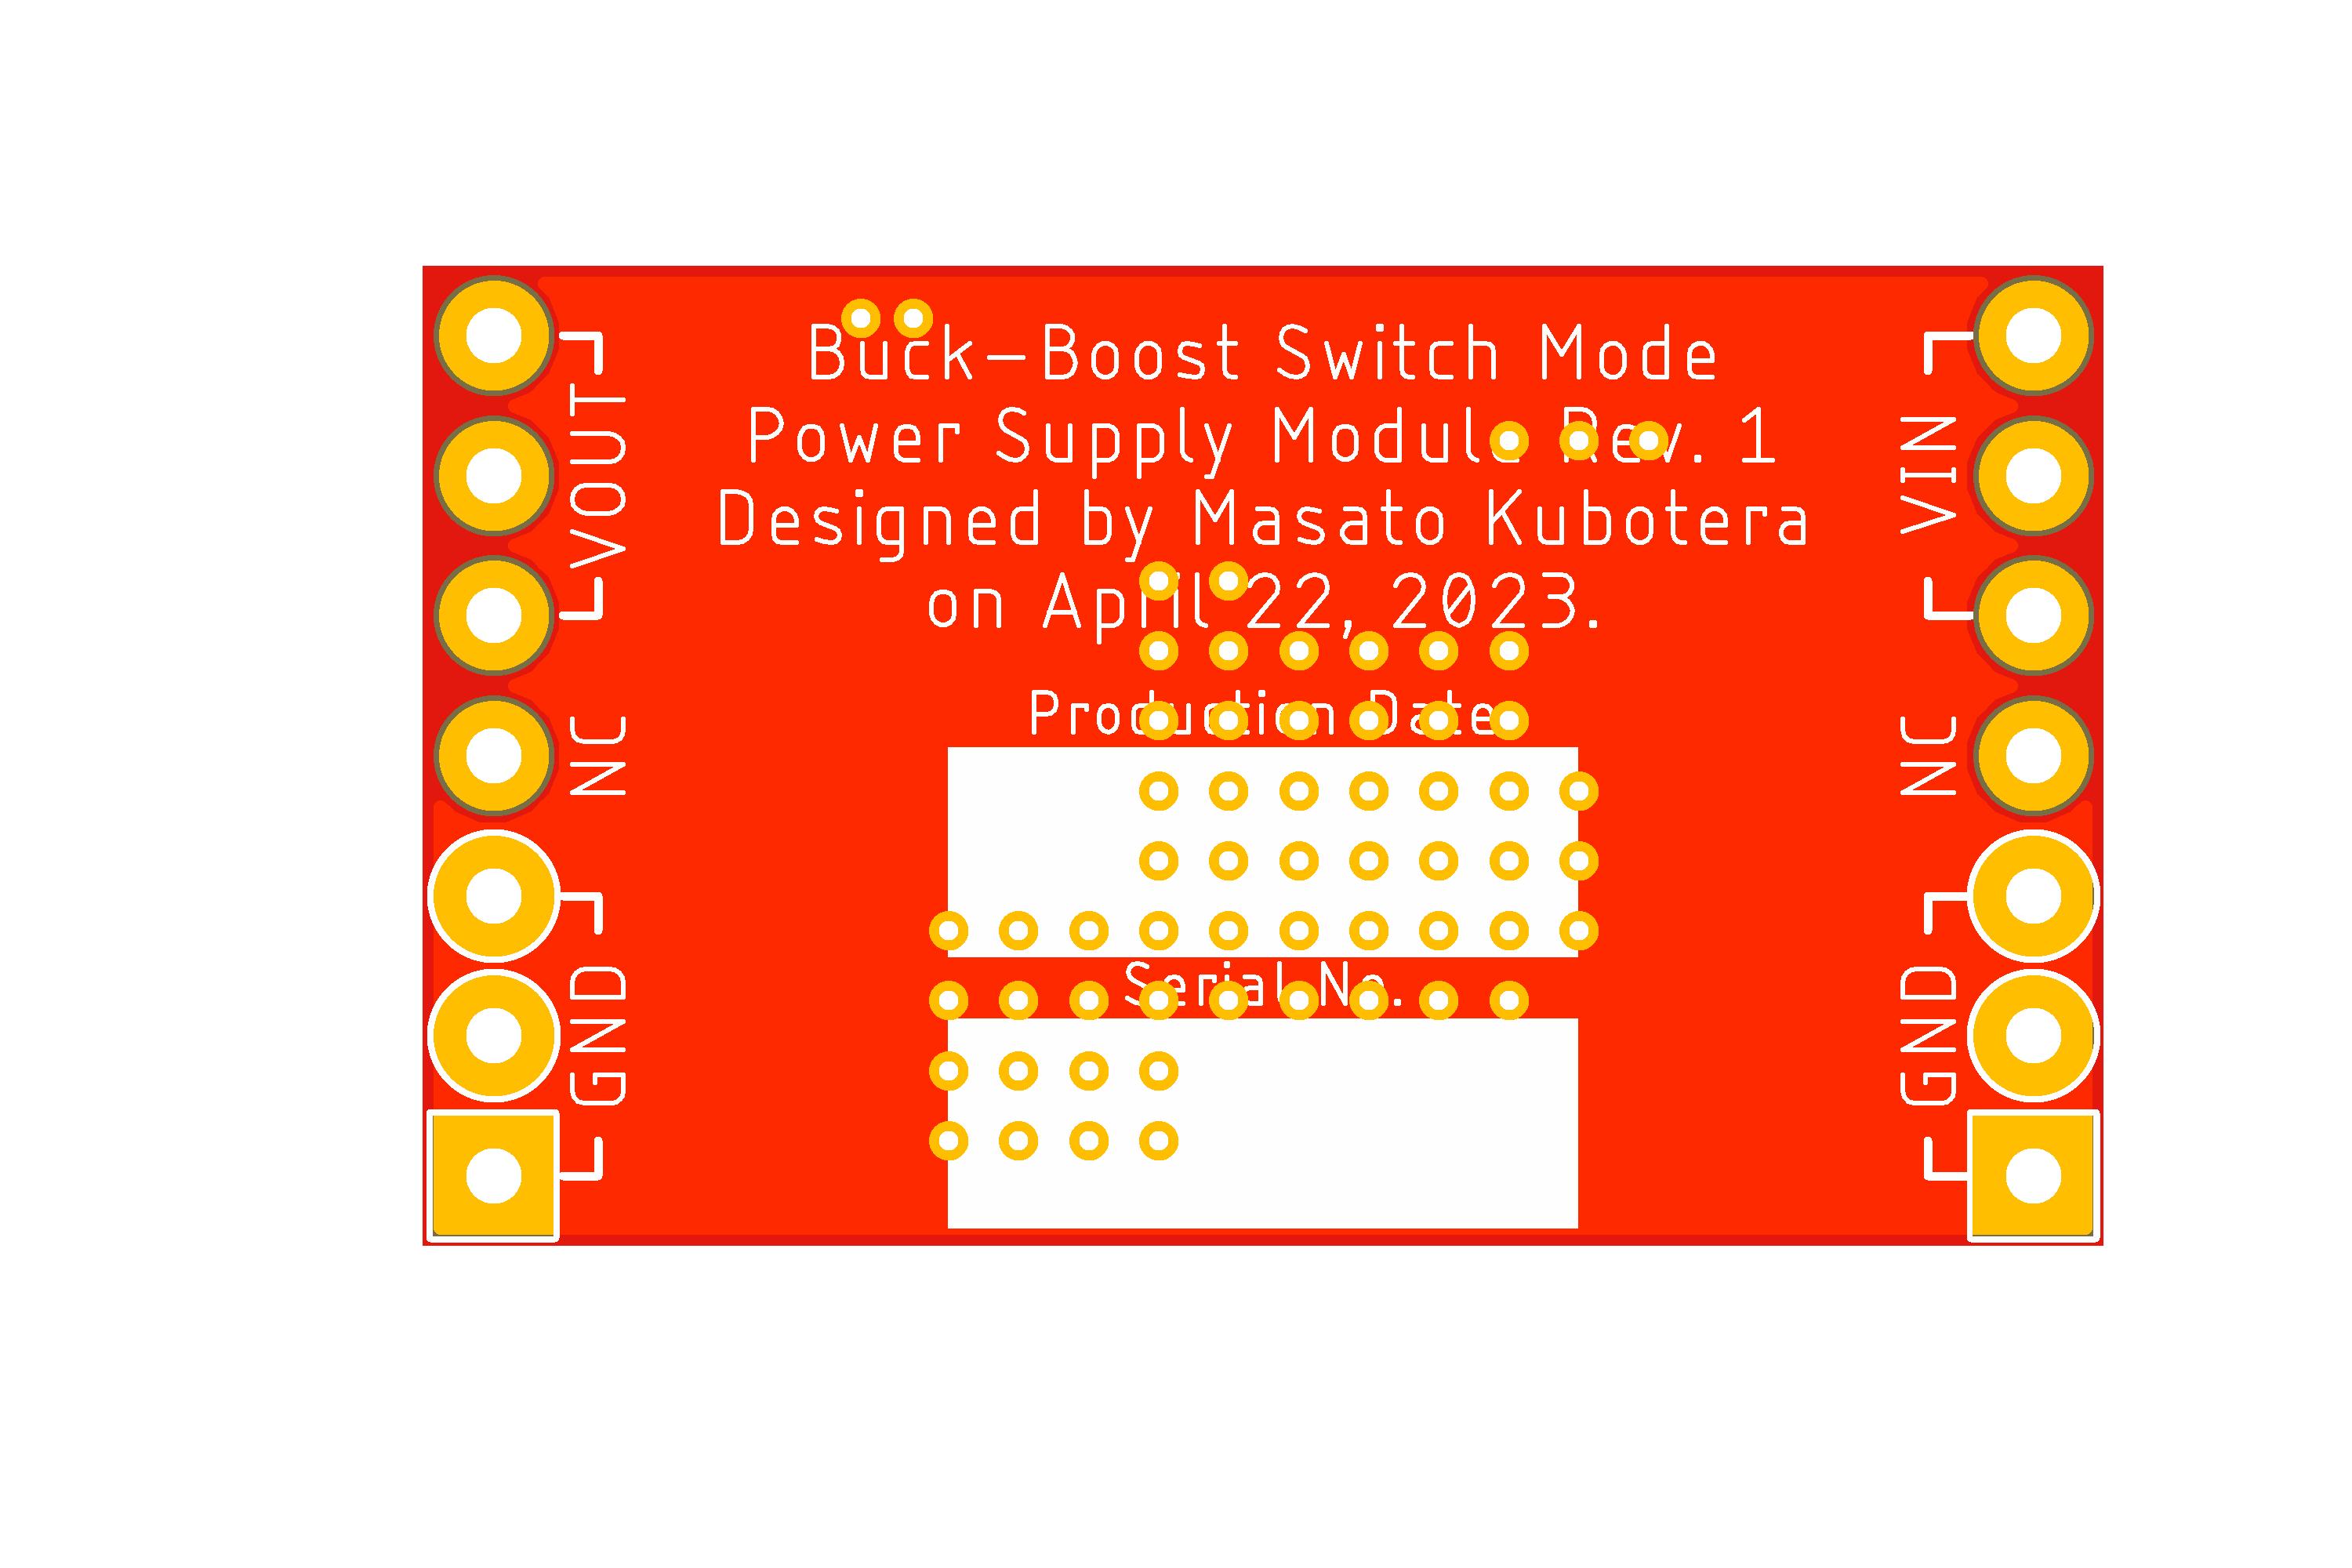 Buck-Boost Switch Mode
Power Supply Module Rev. 1
Designed by Masato Kubotera
on April 22, 2023.
Production Date
Serial No.
VOUT
NC
GND
VIN
NC
GND